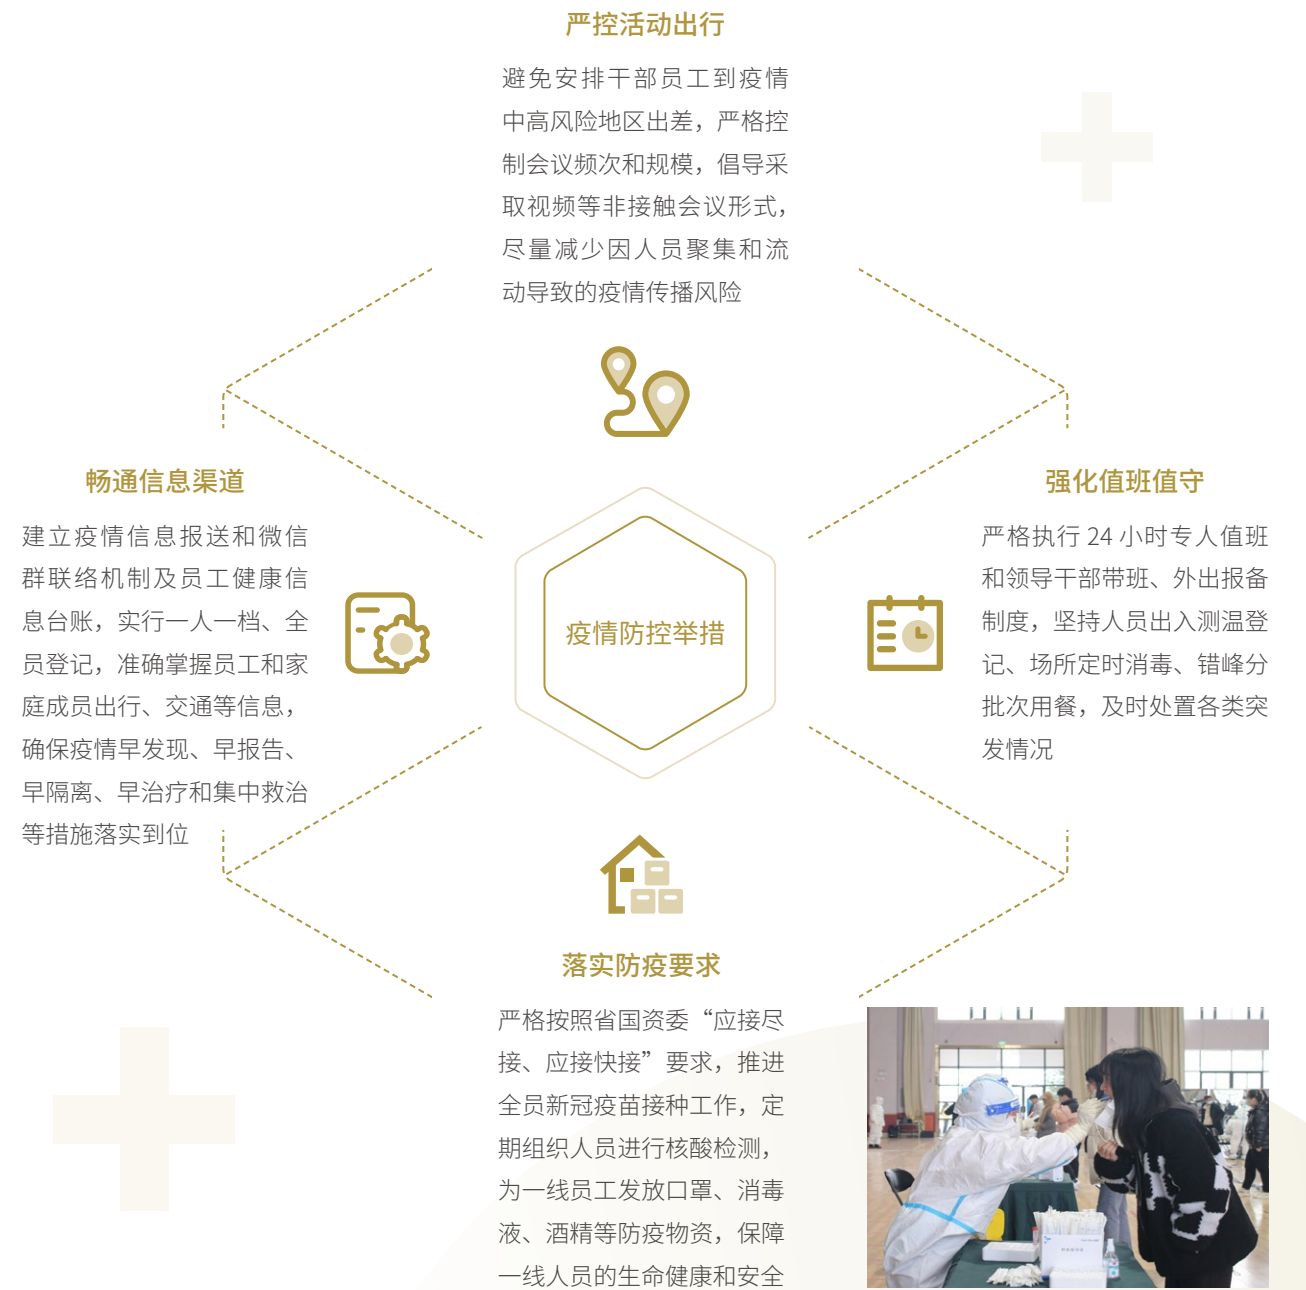 严控活动出行
避免安排干部员工到疫情
中高风险地区出差，严格控
制会议频次和规模，倡导采
取视频等非接触会议形式，
尽量减少因人员聚集和流
动导致的疫情传播风险
畅通信息渠道
建立疫情信息报送和微信
群联络机制及员工健康信
息台账，实行一人一档、全
员登记，准确掌握员工和家
庭成员出行、交通等信息，
确保疫情早发现、早报告、
早隔离、早治疗和集中救治
等措施落实到位
疫情防控举措
强化值班值守
严格执行 24 小时专人值班
和领导干部带班、外出报备
制度，坚持人员出入测温登
记、场所定时消毒、错峰分
批次用餐，及时处置各类突
发情况
落实防疫要求
严格按照省国资委“应接尽
接、应接快接”要求，推进
全员新冠疫苗接种工作，定
期组织人员进行核酸检测，
为一线员工发放口罩、消毒
液、酒精等防疫物资，保障
一线人员的生命健康和安全